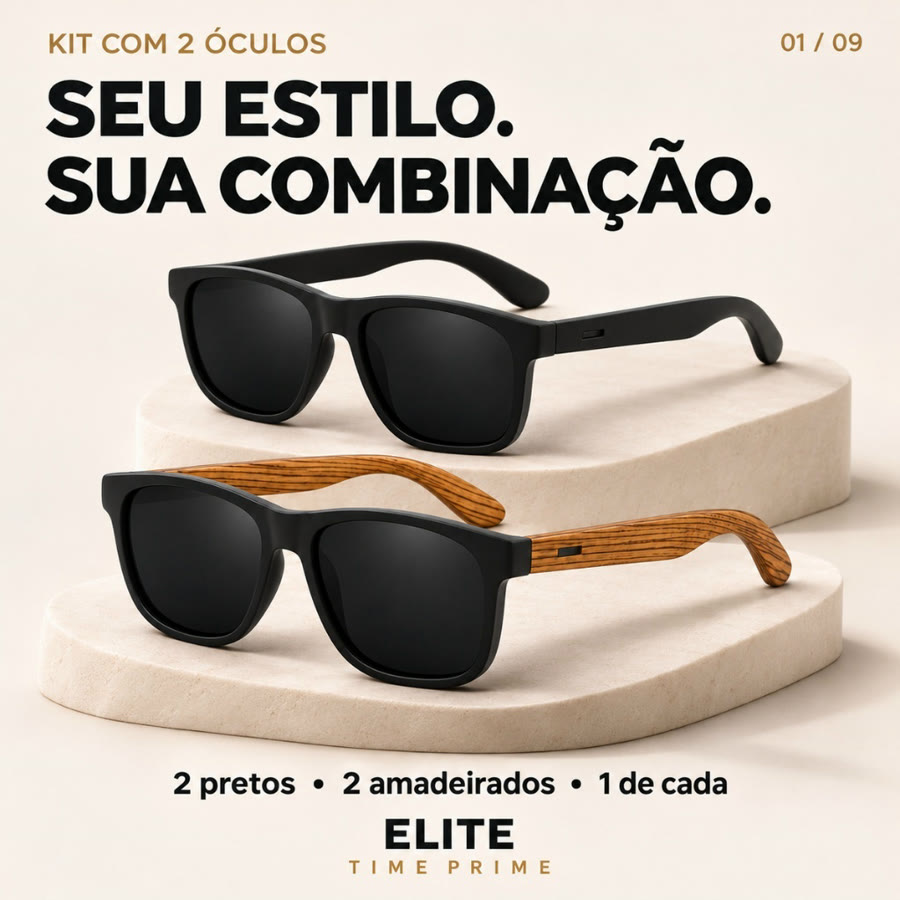 KIT COM 2 ÓCULOS
01 / 09
SEU ESTILO.
SUA COMBINAÇÃO.
2 pretos • 2 amadeirados • 1 de cada
ELITE
TIME PRIME